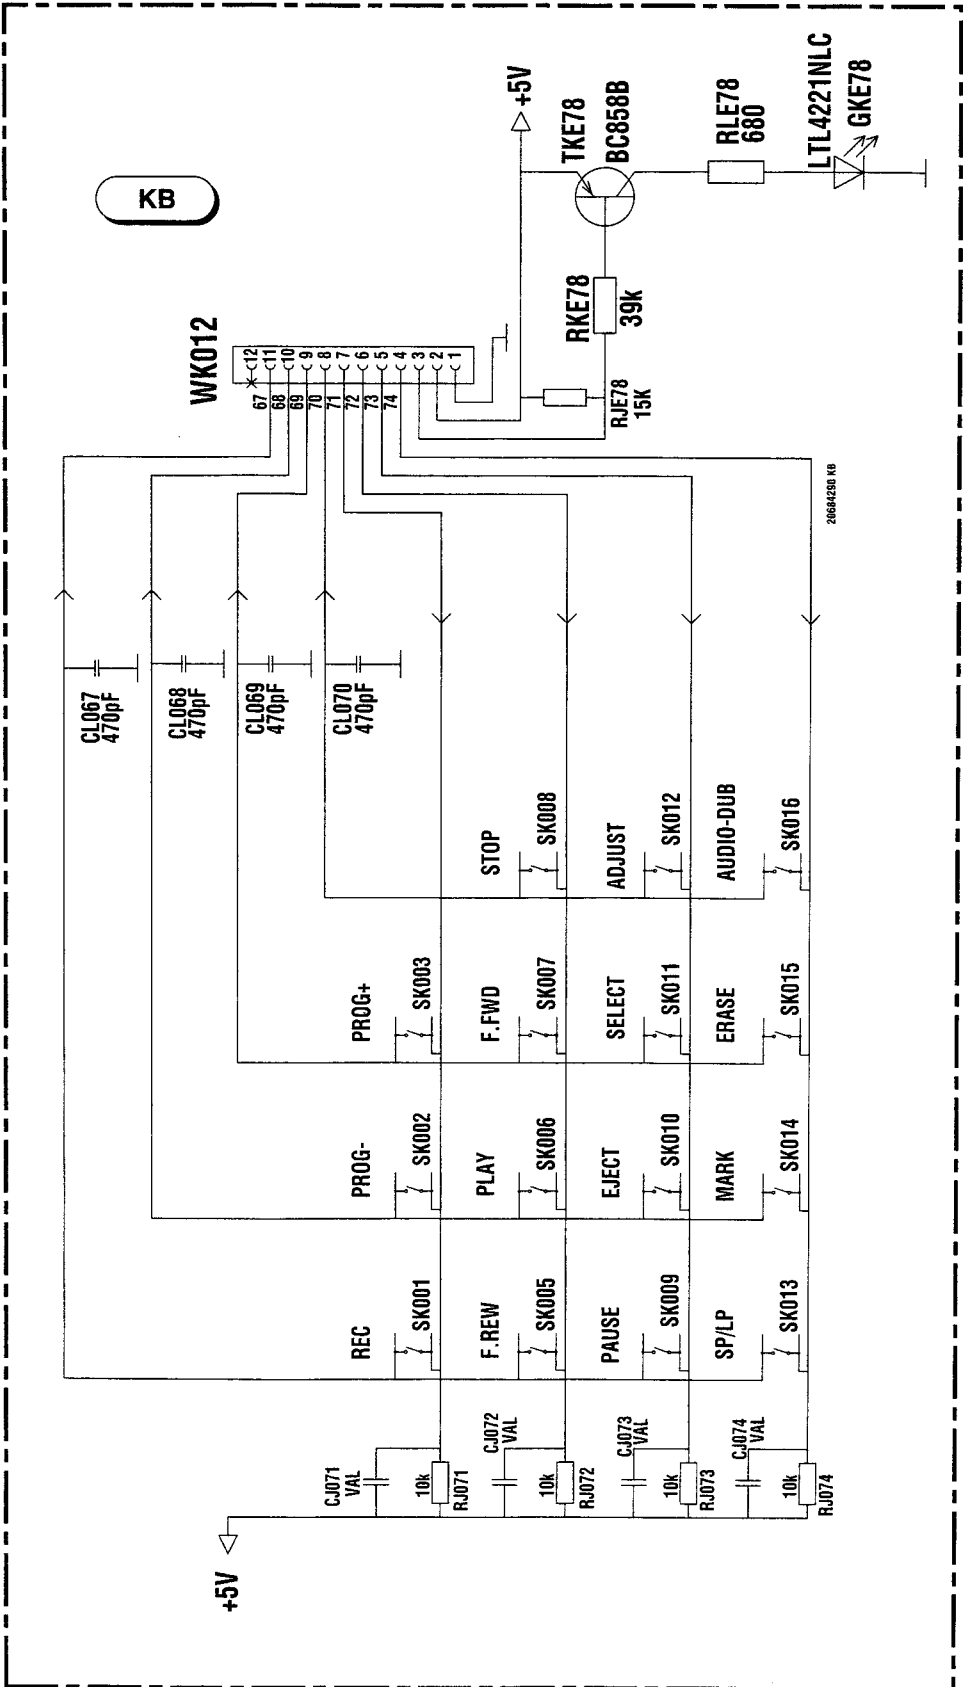 KB
WK012
12
11
10
9
8
7
6
5
4
3
2
1
67
68
69
70
71
72
73
74
+5V
TKE78
BC858B
RLE78
680
LTL4221NLC
GKE78
RKE78
39k
RJE78
15K
20684290 KB
CL067
470pF
CL068
470pF
CL069
470pF
CL070
470pF
STOP
SK008
ADJUST
SK012
AUDIO-DUB
SK016
PROG+
SK003
F.FWD
SK007
SELECT
SK011
ERASE
SK015
PROG-
SK002
PLAY
SK006
EJECT
SK010
MARK
SK014
REC
SK001
F.REW
SK005
PAUSE
SK009
SP/LP
SK013
CJ071
VAL
10k
RJ071
CJ072
VAL
10k
RJ072
CJ073
VAL
10k
RJ073
CJ074
VAL
10k
RJ074
+5V